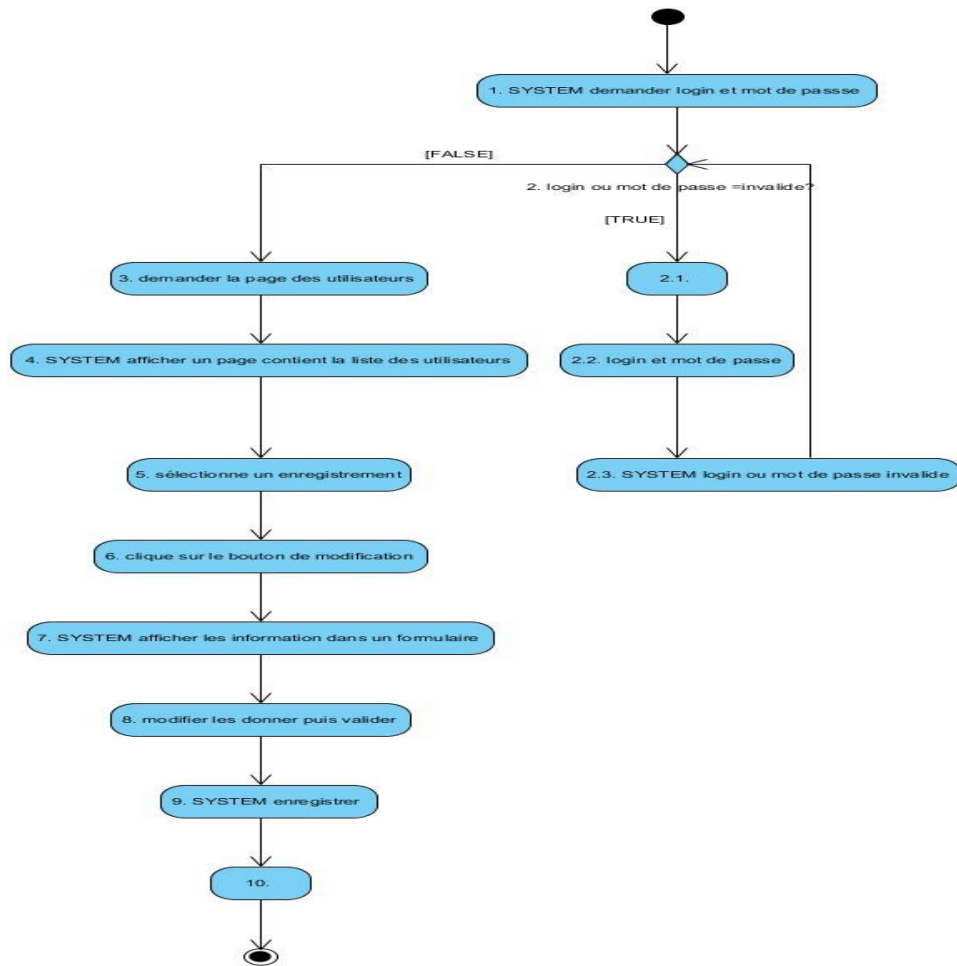 1. SYSTEM demander login et mot de passse
[FALSE]
2. login ou mot de passe =invalide?
[TRUE]
3. demander la page des utilisateurs
2.1.
4. SYSTEM afficher un page contient la liste des utilisateurs
2.2. login et mot de passe
5. sélectionne un enregistrement
2.3. SYSTEM login ou mot de passe invalide
6. clique sur le bouton de modification
7. SYSTEM afficher les information dans un formulaire
8. modifier les donner puis valider
9. SYSTEM enregistrer
10.